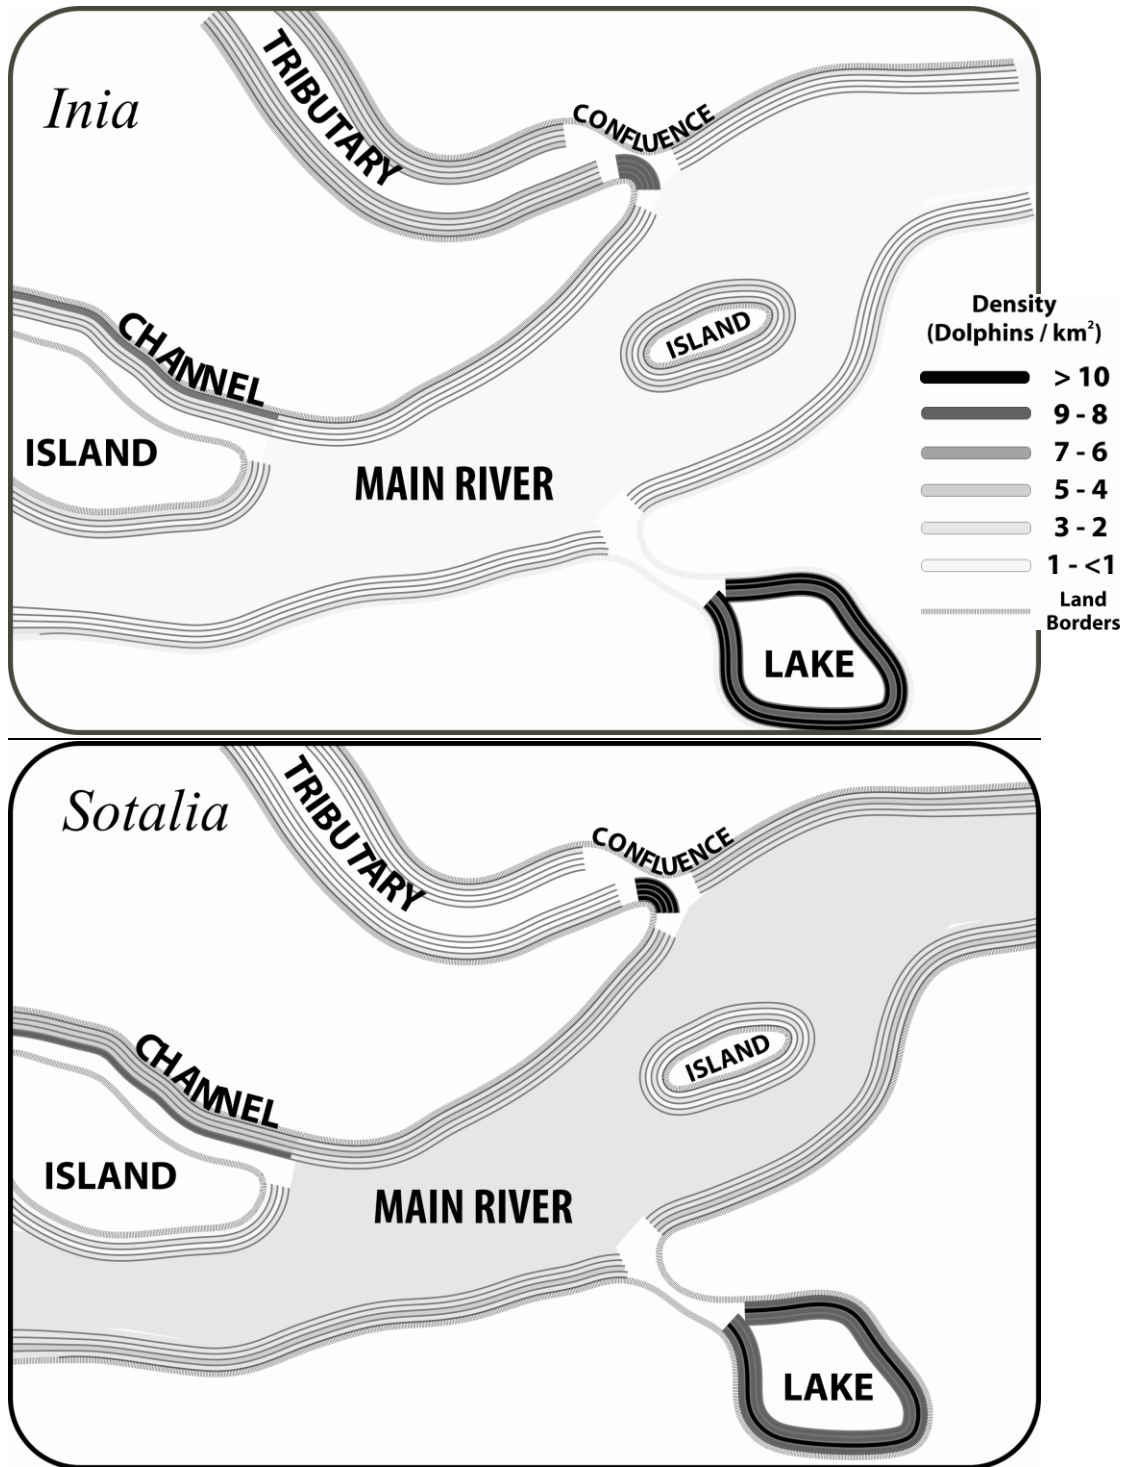 Inia
TRIBUTARY
CONFLUENCE
CHANNEL
ISLAND
ISLAND
MAIN RIVER
LAKE
Density
(Dolphins / km²)
> 10
9 - 8
7 - 6
5 - 4
3 - 2
1 - <1
Land
Borders
Sotalia
TRIBUTARY
CONFLUENCE
CHANNEL
ISLAND
ISLAND
MAIN RIVER
LAKE